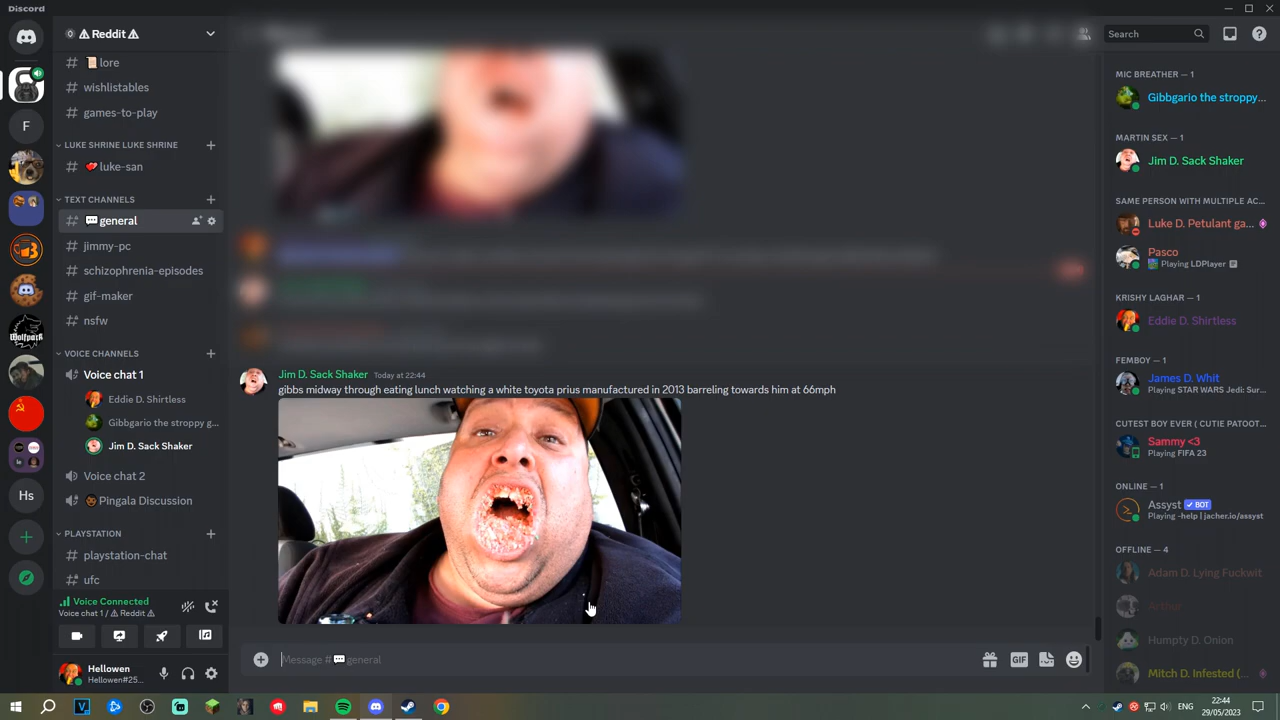 Discord
⚠ Reddit ⚠
Search
📜lore
wishlistables
games-to-play
LUKE SHRINE LUKE SHRINE
luke-san
TEXT CHANNELS
💬general
jimmy-pc
schizophrenia-episodes
gif-maker
nsfw
VOICE CHANNELS
Voice chat 1
Eddie D. Shirtless
Gibbgario the stroppy g...
Jim D. Sack Shaker
Voice chat 2
Pingala Discussion
PLAYSTATION
playstation-chat
ufc
Voice Connected
Voice chat 1 / ⚠ Reddit ⚠
Hellowen
Hellowen#25...
F
Wolfpack
Hs
Jim D. Sack Shaker Today at 22:44
gibbs midway through eating lunch watching a white toyota prius manufactured in 2013 barreling towards him at 66mph
Message #💬general
GIF
MIC BREATHER — 1
Gibbgario the stroppy...
MARTIN SEX — 1
Jim D. Sack Shaker
SAME PERSON WITH MULTIPLE AC...
Luke D. Petulant ga...
Pasco
Playing LDPlayer
KRISHY LAGHAR — 1
Eddie D. Shirtless
FEMBOY — 1
James D. Whit
Playing STAR WARS Jedi: Sur...
CUTEST BOY EVER ( CUTIE PATOOT...
Sammy <3
Playing FIFA 23
ONLINE — 1
Assyst ✓ BOT
Playing -help | jacher.io/assyst
OFFLINE — 4
Adam D. Lying Fuckwit
Arthur
Humpty D. Onion
Mitch D. Infested (...
ENG
22:44
29/05/2023